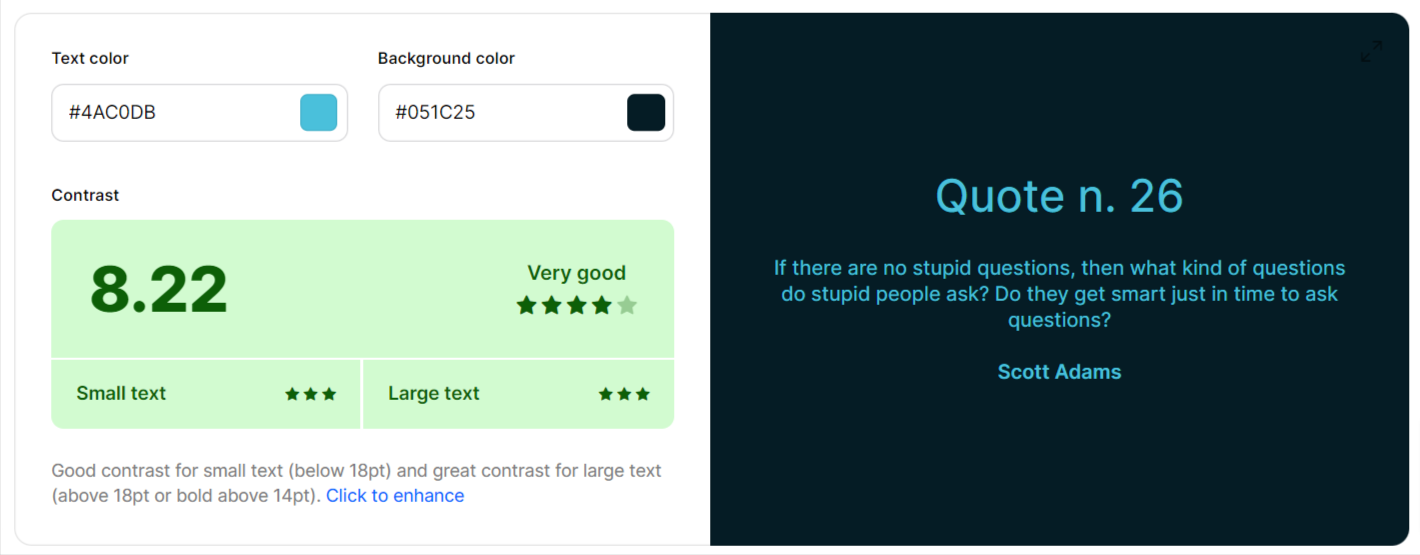 Text color
Background color
#4AC0DB
#051C25
Contrast
8.22
Very good
Small text
Large text
Good contrast for small text (below 18pt) and great contrast for large text
(above 18pt or bold above 14pt). Click to enhance
Quote n. 26
If there are no stupid questions, then what kind of questions
do stupid people ask? Do they get smart just in time to ask
questions?
Scott Adams